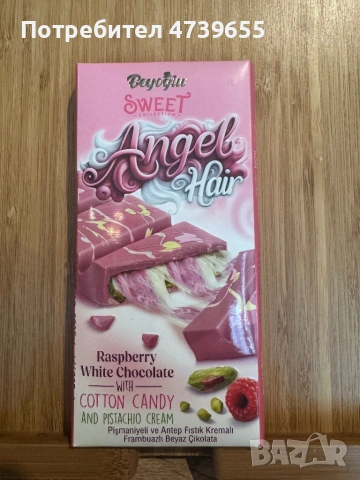 Потребител 4739655
Beyoğlu
SWEET
COLLECTION
Angel
Hair
Raspberry
White Chocolate
WITH
COTTON CANDY
AND PISTACHIO CREAM
Pişmaniyeli ve Antep Fıstık Kremalı
Frambuazlı Beyaz Çikolata
BAZAR